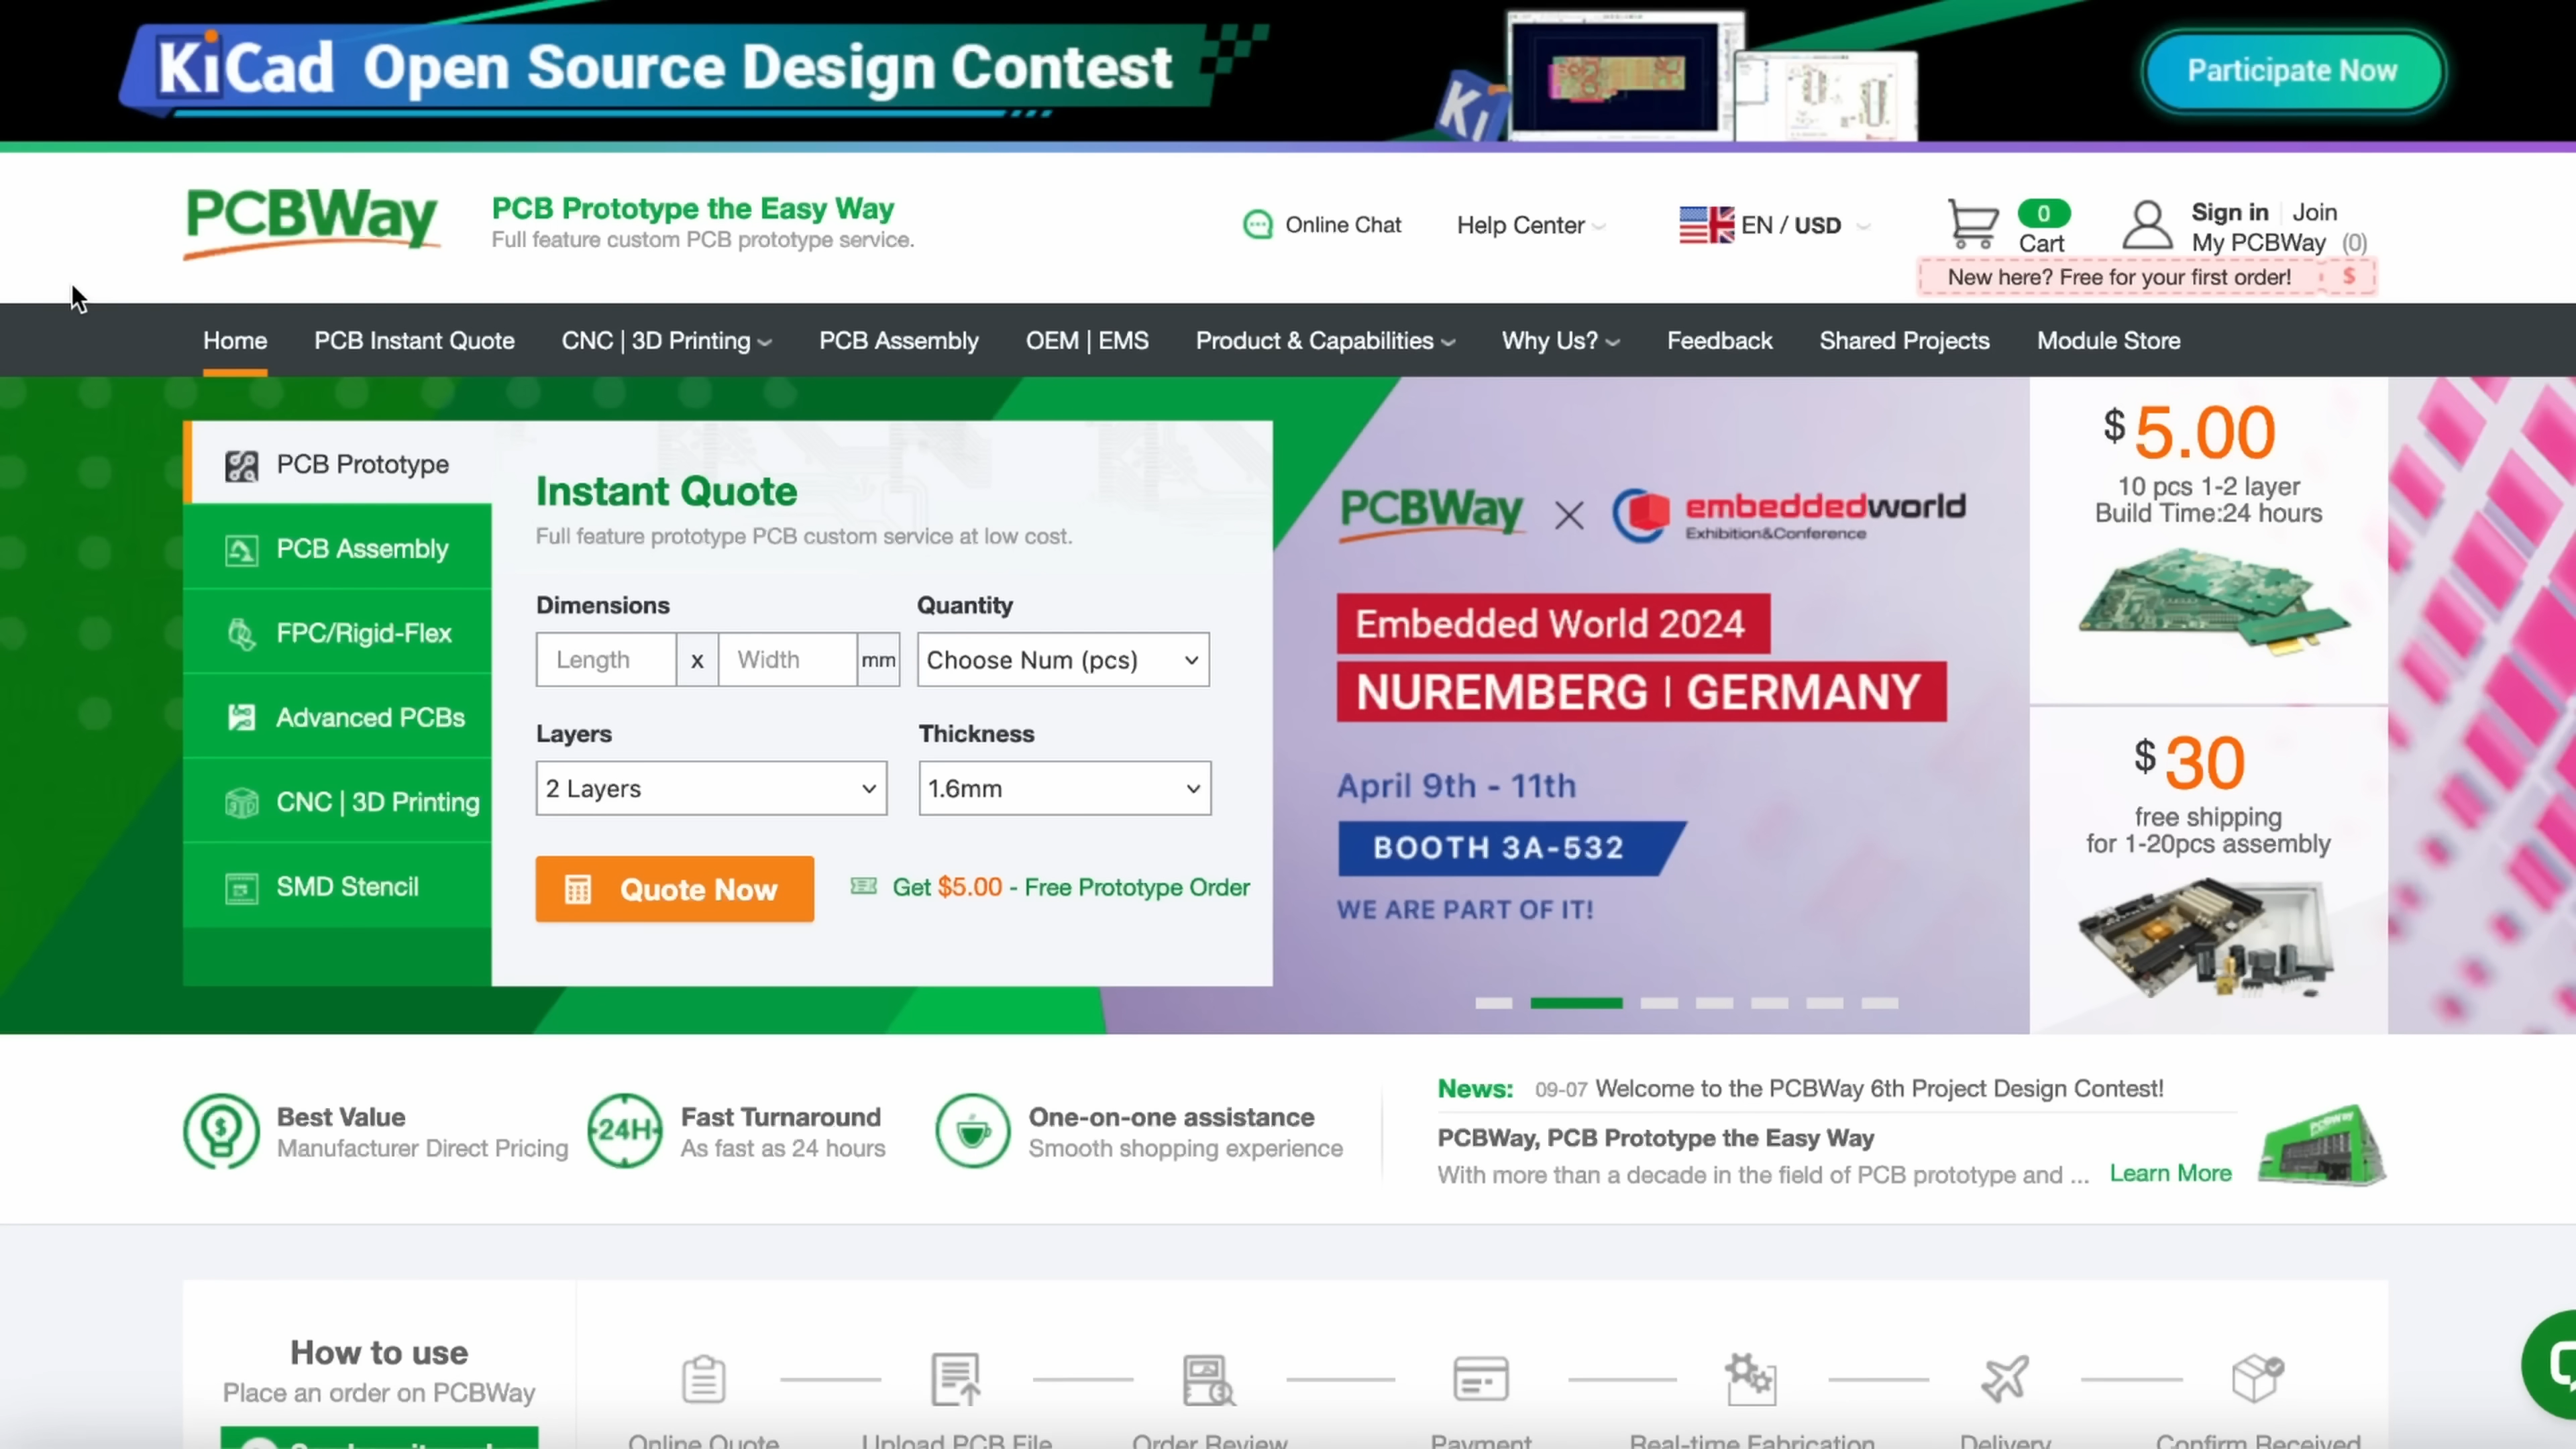 KiCad Open Source Design Contest
Participate Now
PCBWay
PCB Prototype the Easy Way
Full feature custom PCB prototype service.
Online Chat
Help Center
EN / USD
0
Cart
Sign in
Join
My PCBWay (0)
New here? Free for your first order! $
Home
PCB Instant Quote
CNC | 3D Printing
PCB Assembly
OEM | EMS
Product & Capabilities
Why Us?
Feedback
Shared Projects
Module Store
PCB Prototype
PCB Assembly
FPC/Rigid-Flex
Advanced PCBs
CNC | 3D Printing
SMD Stencil
Instant Quote
Full feature prototype PCB custom service at low cost.
Dimensions
Quantity
Length x Width mm
Choose Num (pcs)
Layers
Thickness
2 Layers
1.6mm
Quote Now
Get $5.00 - Free Prototype Order
PCBWay × embeddedworld
Exhibition&Conference
Embedded World 2024
NUREMBERG | GERMANY
April 9th - 11th
BOOTH 3A-532
WE ARE PART OF IT!
$5.00
10 pcs 1-2 layer
Build Time:24 hours
$30
free shipping
for 1-20pcs assembly
Best Value
Manufacturer Direct Pricing
24H
Fast Turnaround
As fast as 24 hours
One-on-one assistance
Smooth shopping experience
News: 09-07 Welcome to the PCBWay 6th Project Design Contest!
PCBWay, PCB Prototype the Easy Way
With more than a decade in the field of PCB prototype and ... Learn More
How to use
Place an order on PCBWay
Online Quote
Upload PCB File
Order Review
Payment
Real-time Fabrication
Delivery
Confirm Received